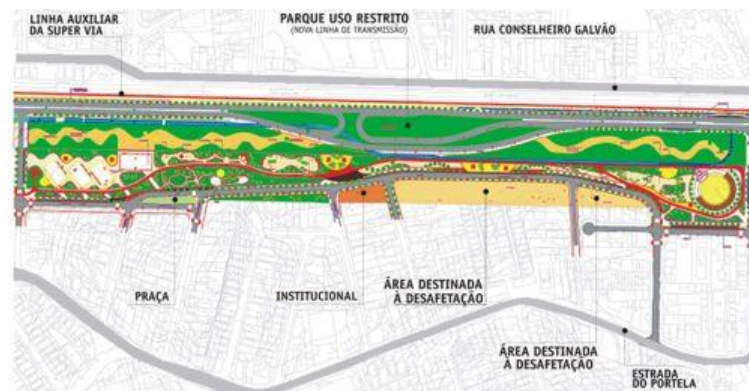 LINHA AUXILIAR
DA SUPER VIA
PARQUE USO RESTRITO
(NOVA LINHA DE TRANSMISSÃO)
RUA CONSELHEIRO GALVÃO
PRAÇA
INSTITUCIONAL
ÁREA DESTINADA
À DESAFETAÇÃO
ÁREA DESTINADA
À DESAFETAÇÃO
ESTRADA
DO PORTELA